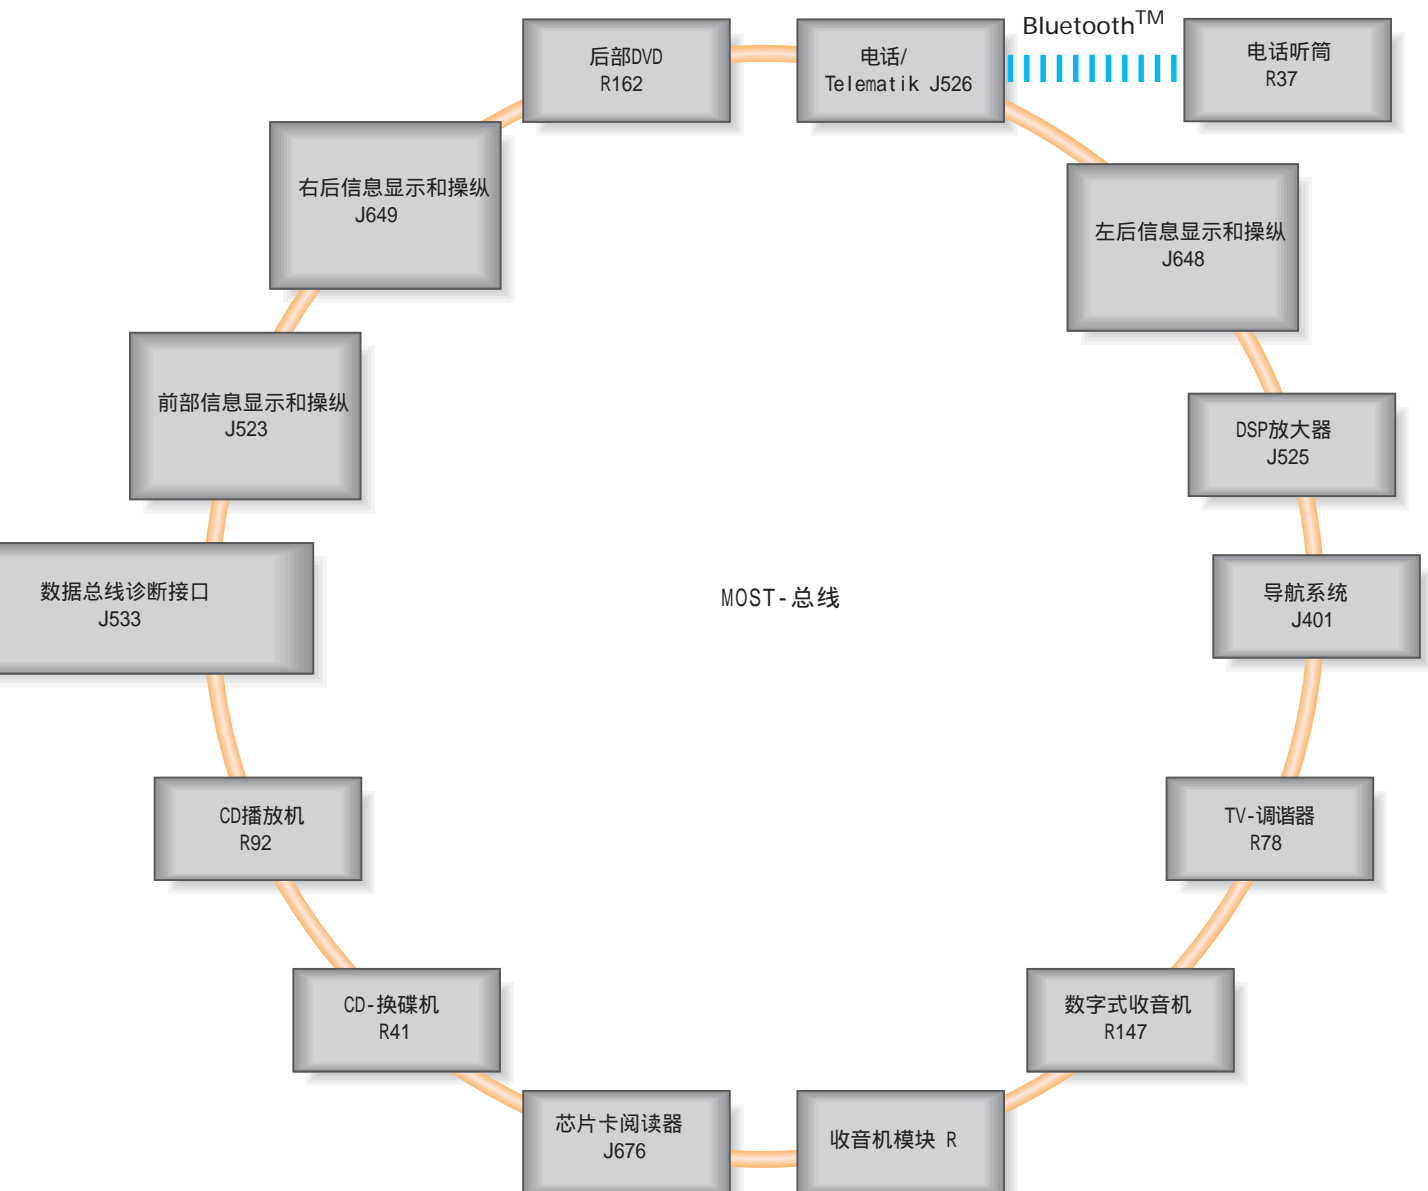 Bluetooth™
后部DVD
R162
电话/
Telematik J526
电话听筒
R37
右后信息显示和操纵
J649
左后信息显示和操纵
J648
前部信息显示和操纵
J523
DSP放大器
J525
数据总线诊断接口
J533
MOST-总线
导航系统
J401
CD播放机
R92
TV-调谐器
R78
CD-换碟机
R41
数字式收音机
R147
芯片卡阅读器
J676
收音机模块 R